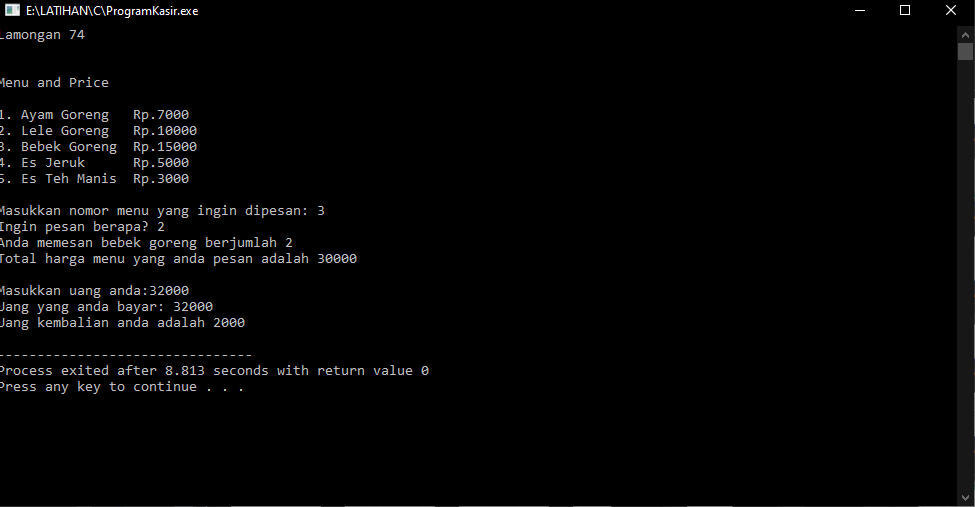 E:\LATIHAN\C\ProgramKasir.exe
Lamongan 74
Menu and Price
1. Ayam Goreng   Rp.7000
2. Lele Goreng   Rp.10000
3. Bebek Goreng  Rp.15000
4. Es Jeruk      Rp.5000
5. Es Teh Manis  Rp.3000
Masukkan nomor menu yang ingin dipesan: 3
Ingin pesan berapa? 2
Anda memesan bebek goreng berjumlah 2
Total harga menu yang anda pesan adalah 30000
Masukkan uang anda:32000
Uang yang anda bayar: 32000
Uang kembalian anda adalah 2000
--------------------------------
Process exited after 8.813 seconds with return value 0
Press any key to continue . . .